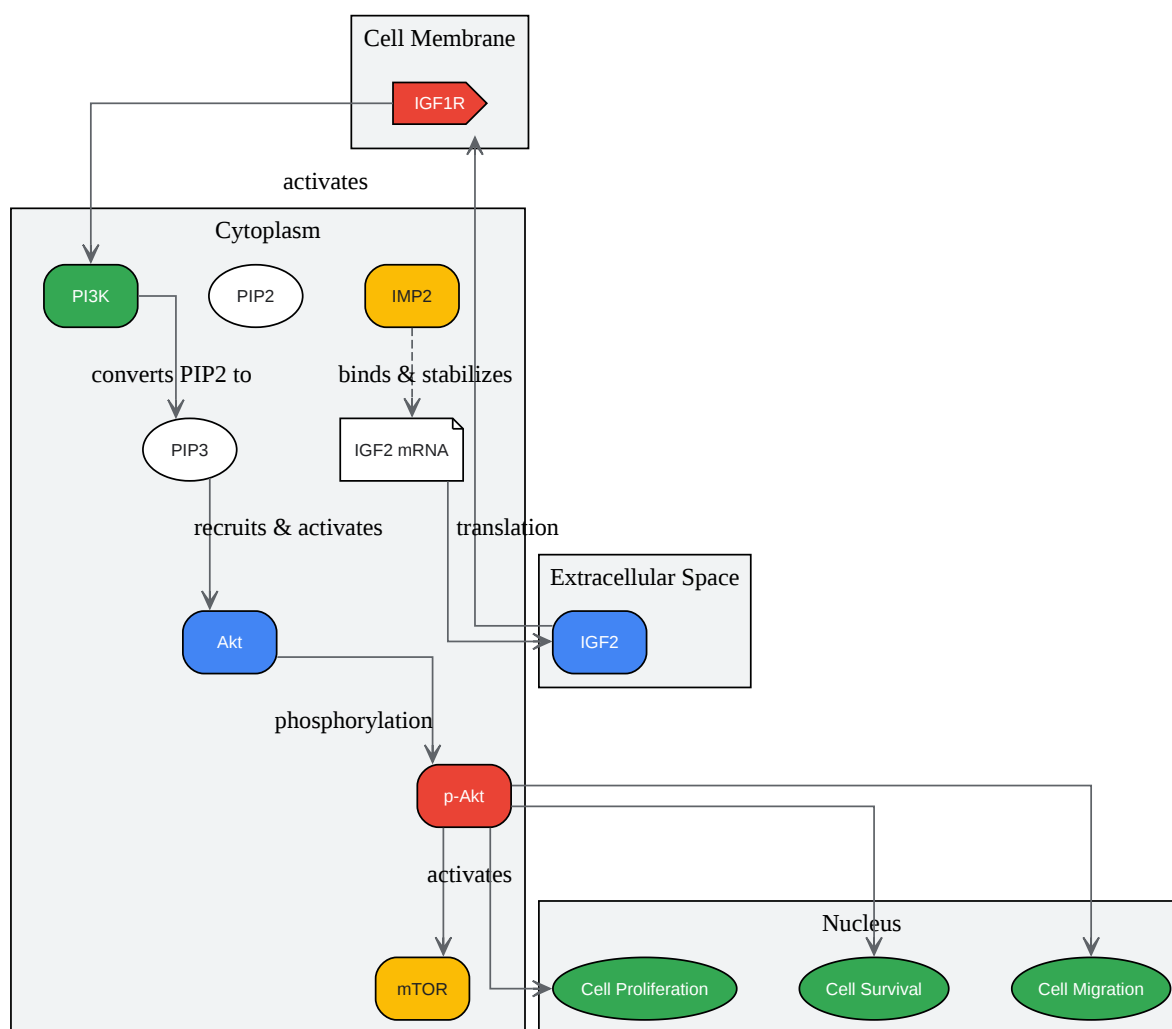 Cell Membrane
IGF1R
activates
Cytoplasm
PI3K
PIP2
IMP2
converts PIP2 to
binds & stabilizes
PIP3
IGF2 mRNA
recruits & activates
translation
Extracellular Space
Akt
IGF2
phosphorylation
p-Akt
activates
Nucleus
mTOR
Cell Proliferation
Cell Survival
Cell Migration